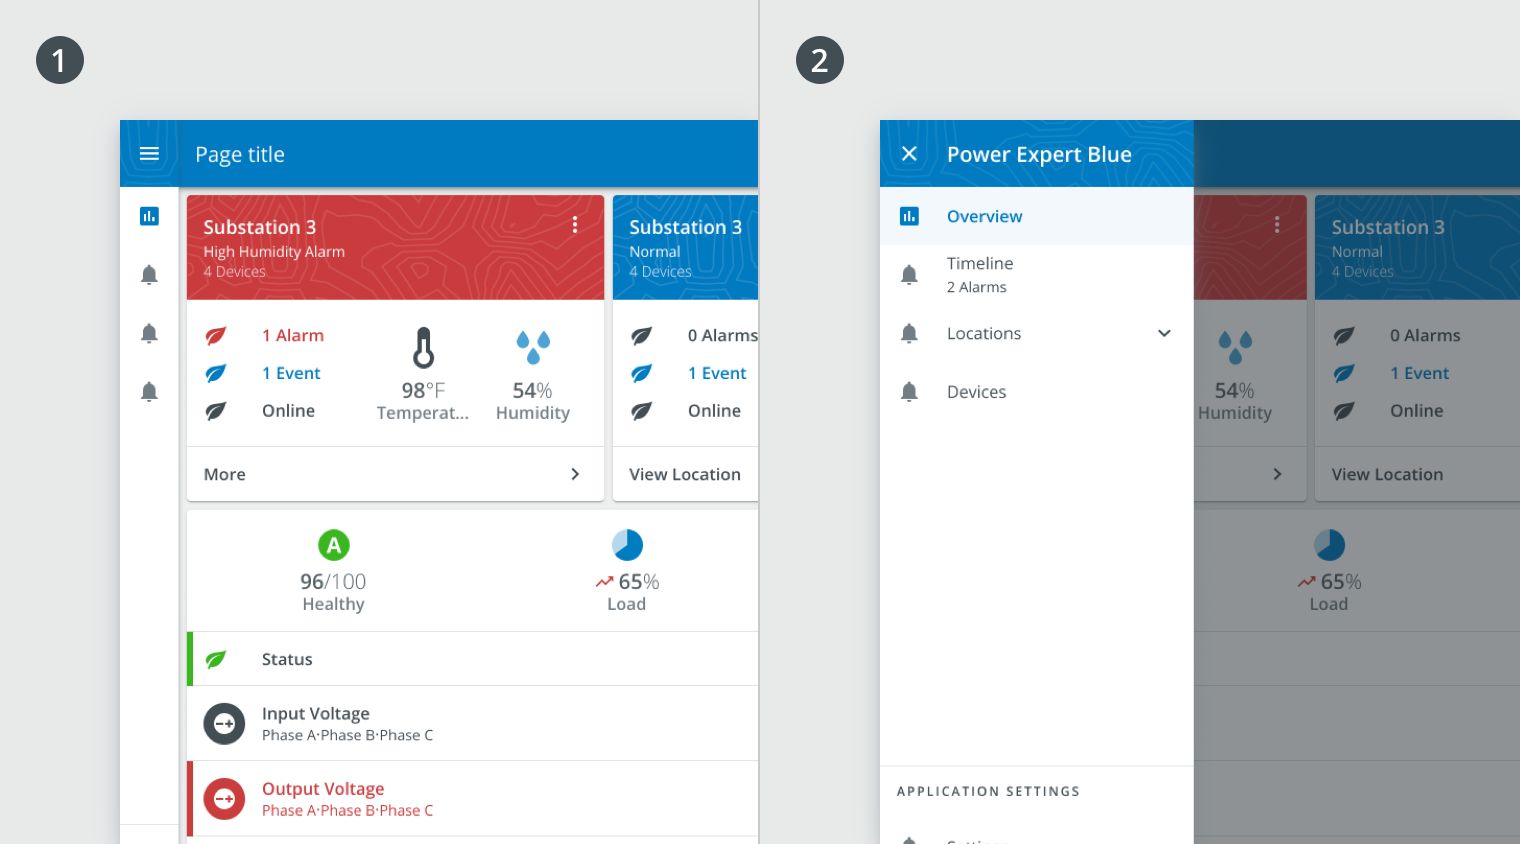 1
Page title
Substation 3
High Humidity Alarm
4 Devices
1 Alarm
1 Event
Online
98°F
Temperat...
54%
Humidity
More
Substation 3
Normal
4 Devices
0 Alarms
1 Event
Online
View Location
A
96/100
Healthy
65%
Load
Status
Input Voltage
Phase A·Phase B·Phase C
Output Voltage
Phase A·Phase B·Phase C
2
Power Expert Blue
Overview
Timeline
2 Alarms
Locations
Devices
APPLICATION SETTINGS
Settings
54%
Humidity
Substation 3
Normal
4 Devices
0 Alarms
1 Event
Online
View Location
65%
Load